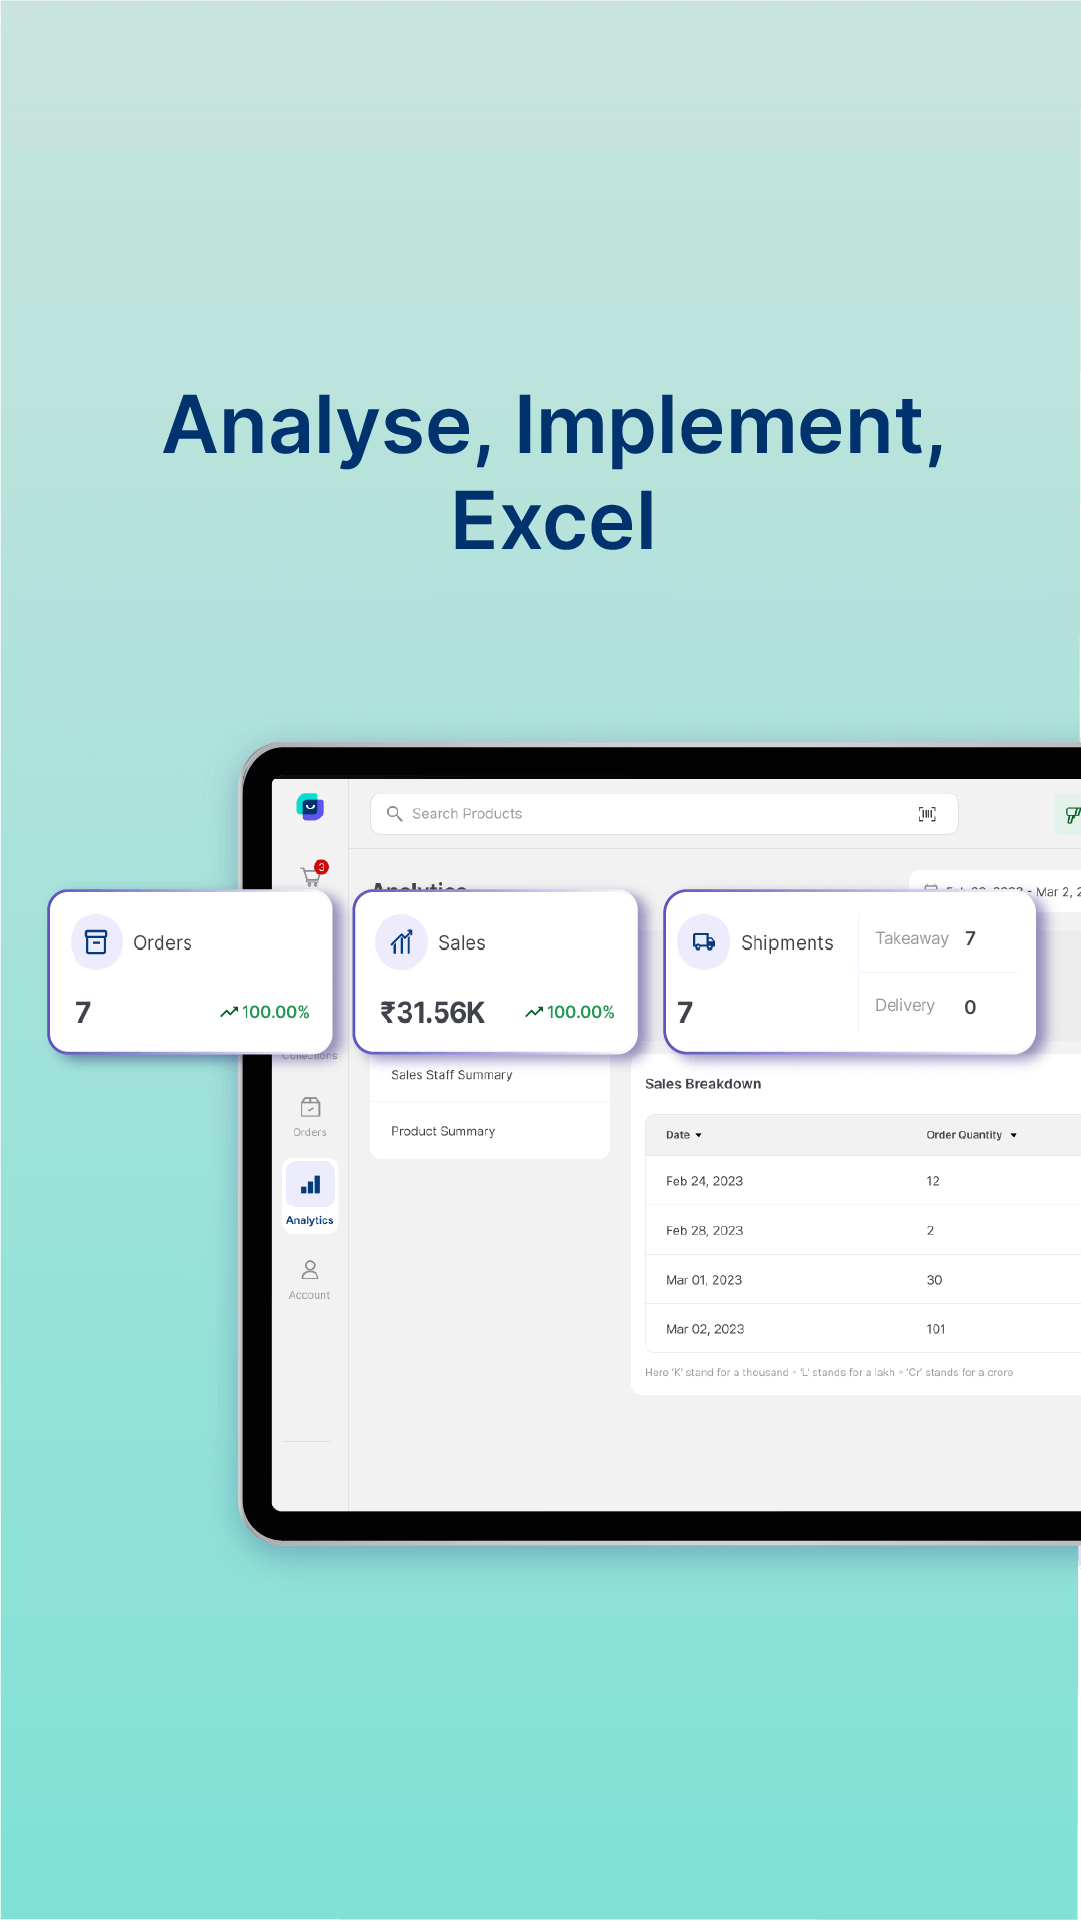 Analyse, Implement,
Excel
Search Products
3
Analytics
Mar 2, 2
Orders
7
100.00%
Sales
₹31.56K
100.00%
Shipments
7
Takeaway 7
Delivery 0
Collections
Sales Staff Summary
Product Summary
Orders
Analytics
Account
Sales Breakdown
Date Order Quantity
Feb 24, 2023 12
Feb 28, 2023 2
Mar 01, 2023 30
Mar 02, 2023 101
Here 'K' stand for a thousand • 'L' stands for a lakh • 'Cr' stands for a crore